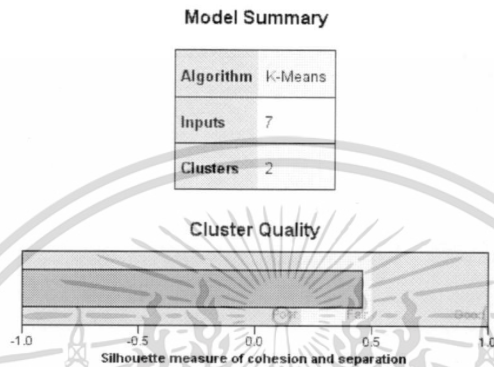 Model Summary
Algorithm K-Means
Inputs 7
Clusters 2
Cluster Quality
Poor Fair Good
-1.0 -0.5 0.0 0.5 1.0
Silhouette measure of cohesion and separation